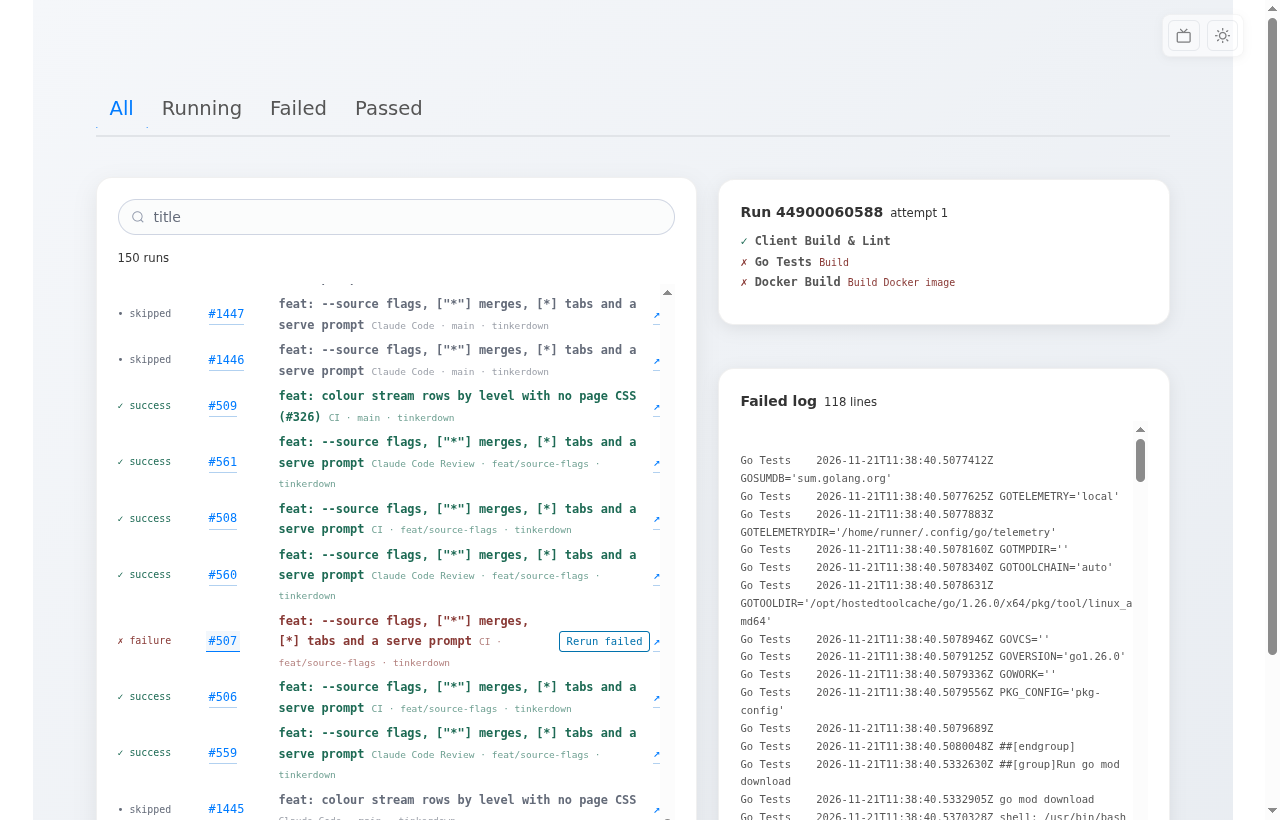 All Running Failed Passed
title
150 runs
• skipped #1447 feat: --source flags, ["*"] merges, [*] tabs and a
serve prompt Claude Code · main · tinkerdown ↗
• skipped #1446 feat: --source flags, ["*"] merges, [*] tabs and a
serve prompt Claude Code · main · tinkerdown ↗
✓ success #509 feat: colour stream rows by level with no page CSS
(#326) CI · main · tinkerdown ↗
✓ success #561 feat: --source flags, ["*"] merges, [*] tabs and a
serve prompt Claude Code Review · feat/source-flags ·
tinkerdown ↗
✓ success #508 feat: --source flags, ["*"] merges, [*] tabs and a
serve prompt CI · feat/source-flags · tinkerdown ↗
✓ success #560 feat: --source flags, ["*"] merges, [*] tabs and a
serve prompt Claude Code Review · feat/source-flags ·
tinkerdown ↗
✗ failure #507 feat: --source flags, ["*"] merges,
[*] tabs and a serve prompt CI ·
feat/source-flags · tinkerdown Rerun failed ↗
✓ success #506 feat: --source flags, ["*"] merges, [*] tabs and a
serve prompt CI · feat/source-flags · tinkerdown ↗
✓ success #559 feat: --source flags, ["*"] merges, [*] tabs and a
serve prompt Claude Code Review · feat/source-flags ·
tinkerdown ↗
• skipped #1445 feat: colour stream rows by level with no page CSS ↗
Run 44900060588 attempt 1
✓ Client Build & Lint
✗ Go Tests Build
✗ Docker Build Build Docker image
Failed log 118 lines
Go Tests 2026-11-21T11:38:40.5077412Z
GOSUMDB='sum.golang.org'
Go Tests 2026-11-21T11:38:40.5077625Z GOTELEMETRY='local'
Go Tests 2026-11-21T11:38:40.5077883Z
GOTELEMETRYDIR='/home/runner/.config/go/telemetry'
Go Tests 2026-11-21T11:38:40.5078160Z GOTMPDIR=''
Go Tests 2026-11-21T11:38:40.5078340Z GOTOOLCHAIN='auto'
Go Tests 2026-11-21T11:38:40.5078631Z
GOTOOLDIR='/opt/hostedtoolcache/go/1.26.0/x64/pkg/tool/linux_a
md64'
Go Tests 2026-11-21T11:38:40.5078946Z GOVCS=''
Go Tests 2026-11-21T11:38:40.5079125Z GOVERSION='go1.26.0'
Go Tests 2026-11-21T11:38:40.5079336Z GOWORK=''
Go Tests 2026-11-21T11:38:40.5079556Z PKG_CONFIG='pkg-
config'
Go Tests 2026-11-21T11:38:40.5079689Z
Go Tests 2026-11-21T11:38:40.5080048Z ##[endgroup]
Go Tests 2026-11-21T11:38:40.5332630Z ##[group]Run go mod
download
Go Tests 2026-11-21T11:38:40.5332905Z go mod download
Go Tests 2026-11-21T11:38:40.5370328Z shell: /usr/bin/bash